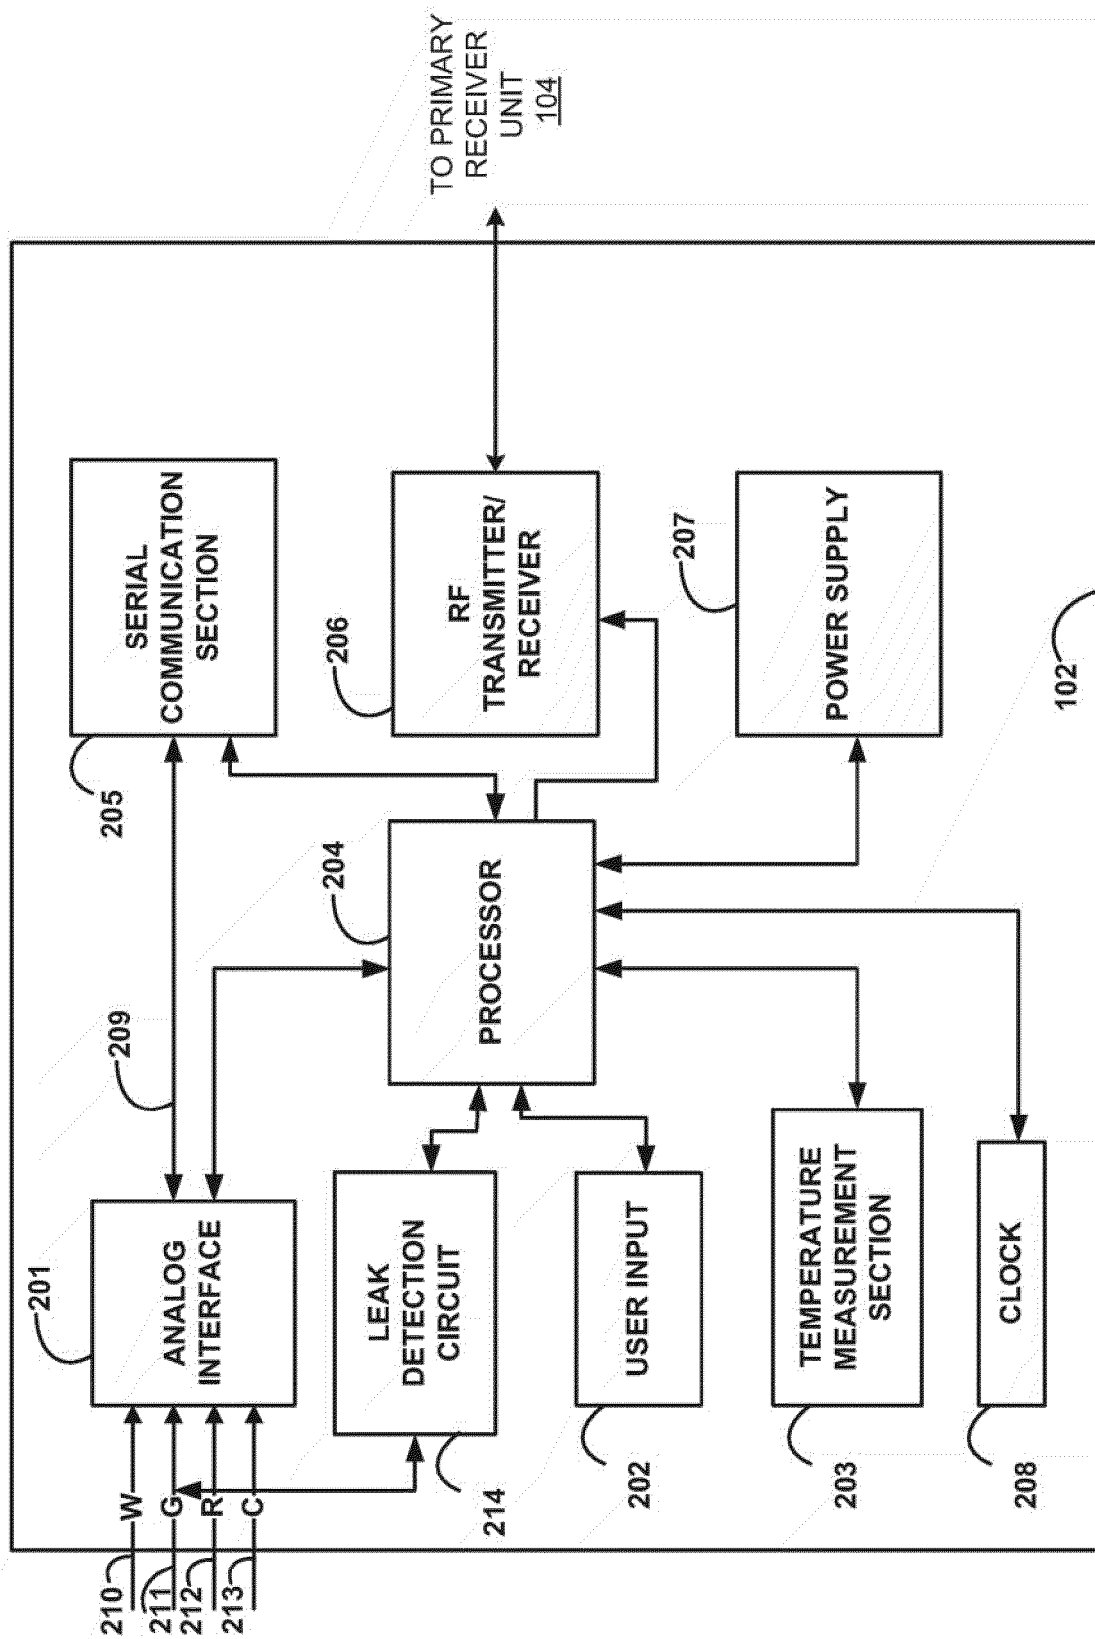 210
W
211
G
212
R
213
C
201
ANALOG
INTERFACE
209
205
SERIAL
COMMUNICATION
SECTION
214
LEAK
DETECTION
CIRCUIT
204
PROCESSOR
206
RF
TRANSMITTER/
RECEIVER
TO PRIMARY
RECEIVER
UNIT
104
202
USER INPUT
207
POWER SUPPLY
203
TEMPERATURE
MEASUREMENT
SECTION
208
CLOCK
102